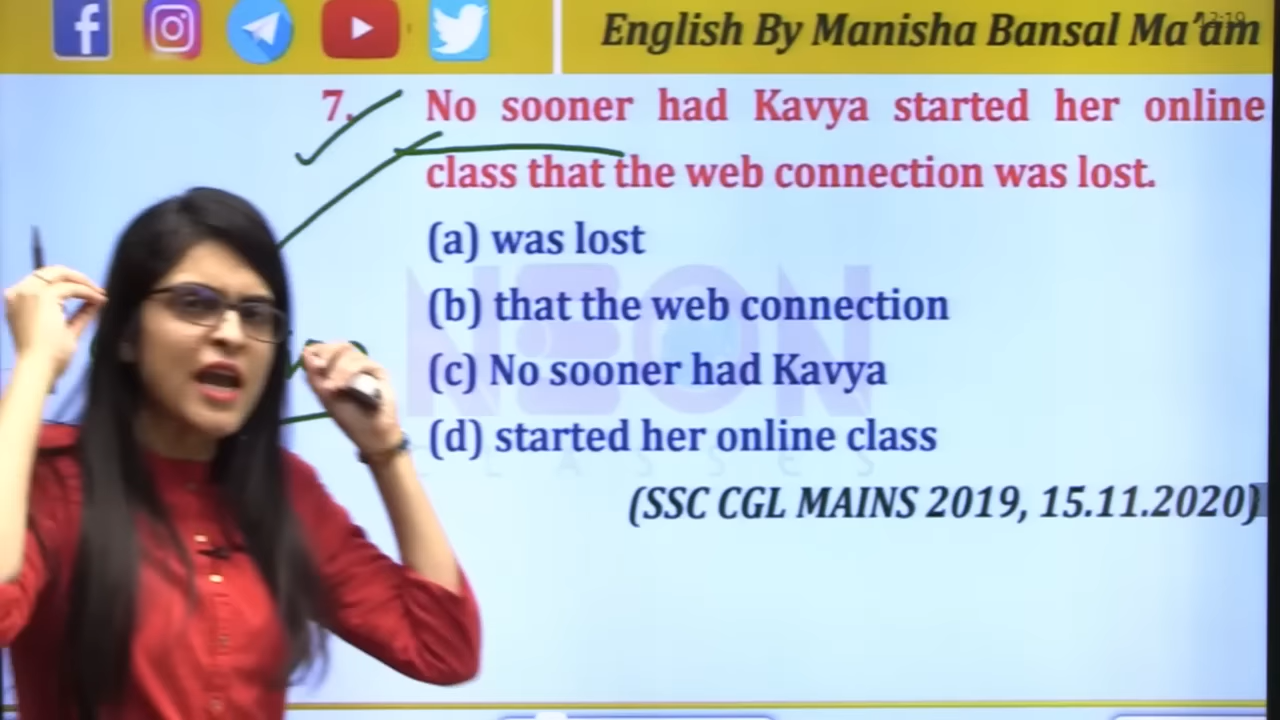 English By Manisha Bansal Ma'am
7. No sooner had Kavya started her online
class that the web connection was lost.
(a) was lost
(b) that the web connection
(c) No sooner had Kavya
(d) started her online class
(SSC CGL MAINS 2019, 15.11.2020)
NEON
CLASSES